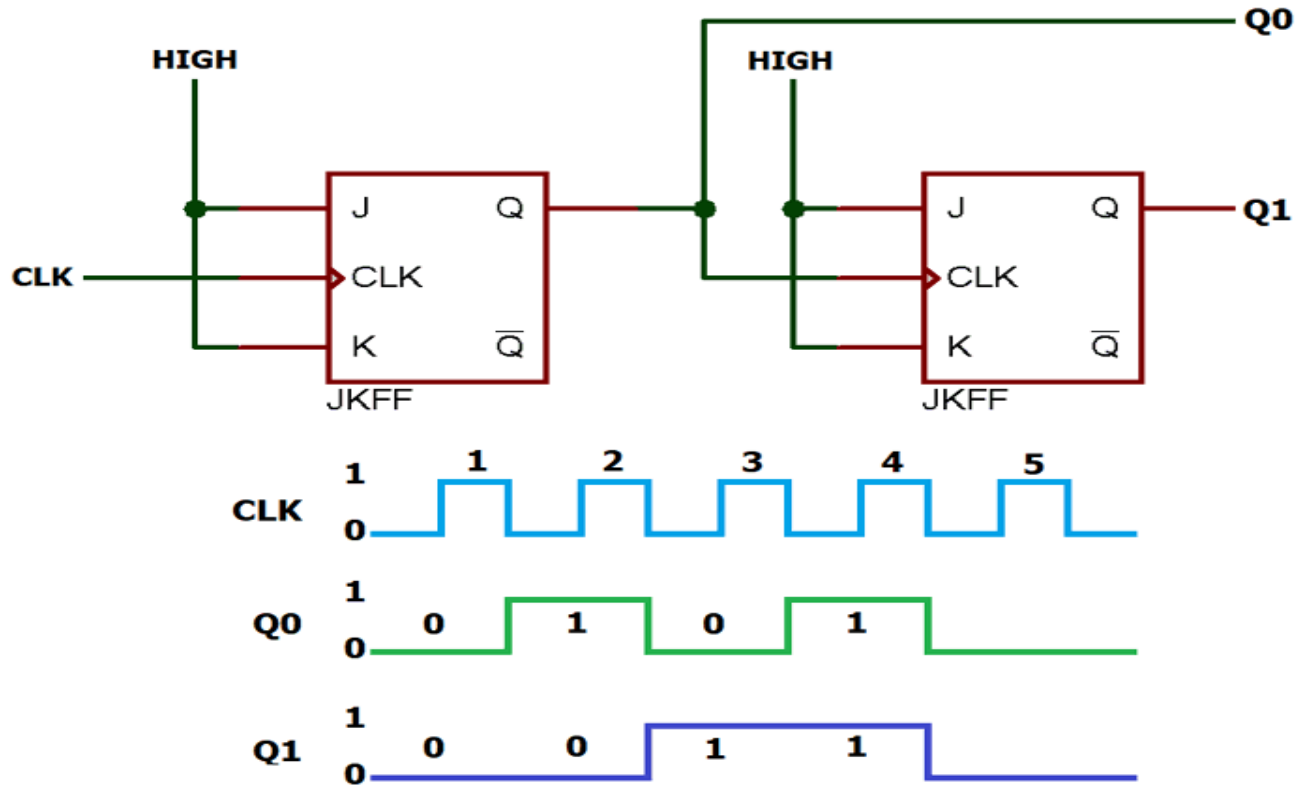 Q0
HIGH HIGH
J Q J Q Q1
CLK CLK CLK
K Q̅ K Q̅
JKFF JKFF
1 2 3 4 5
1
CLK
0
1
Q0 0 1 0 1
0
1
Q1 0 0 1 1
0